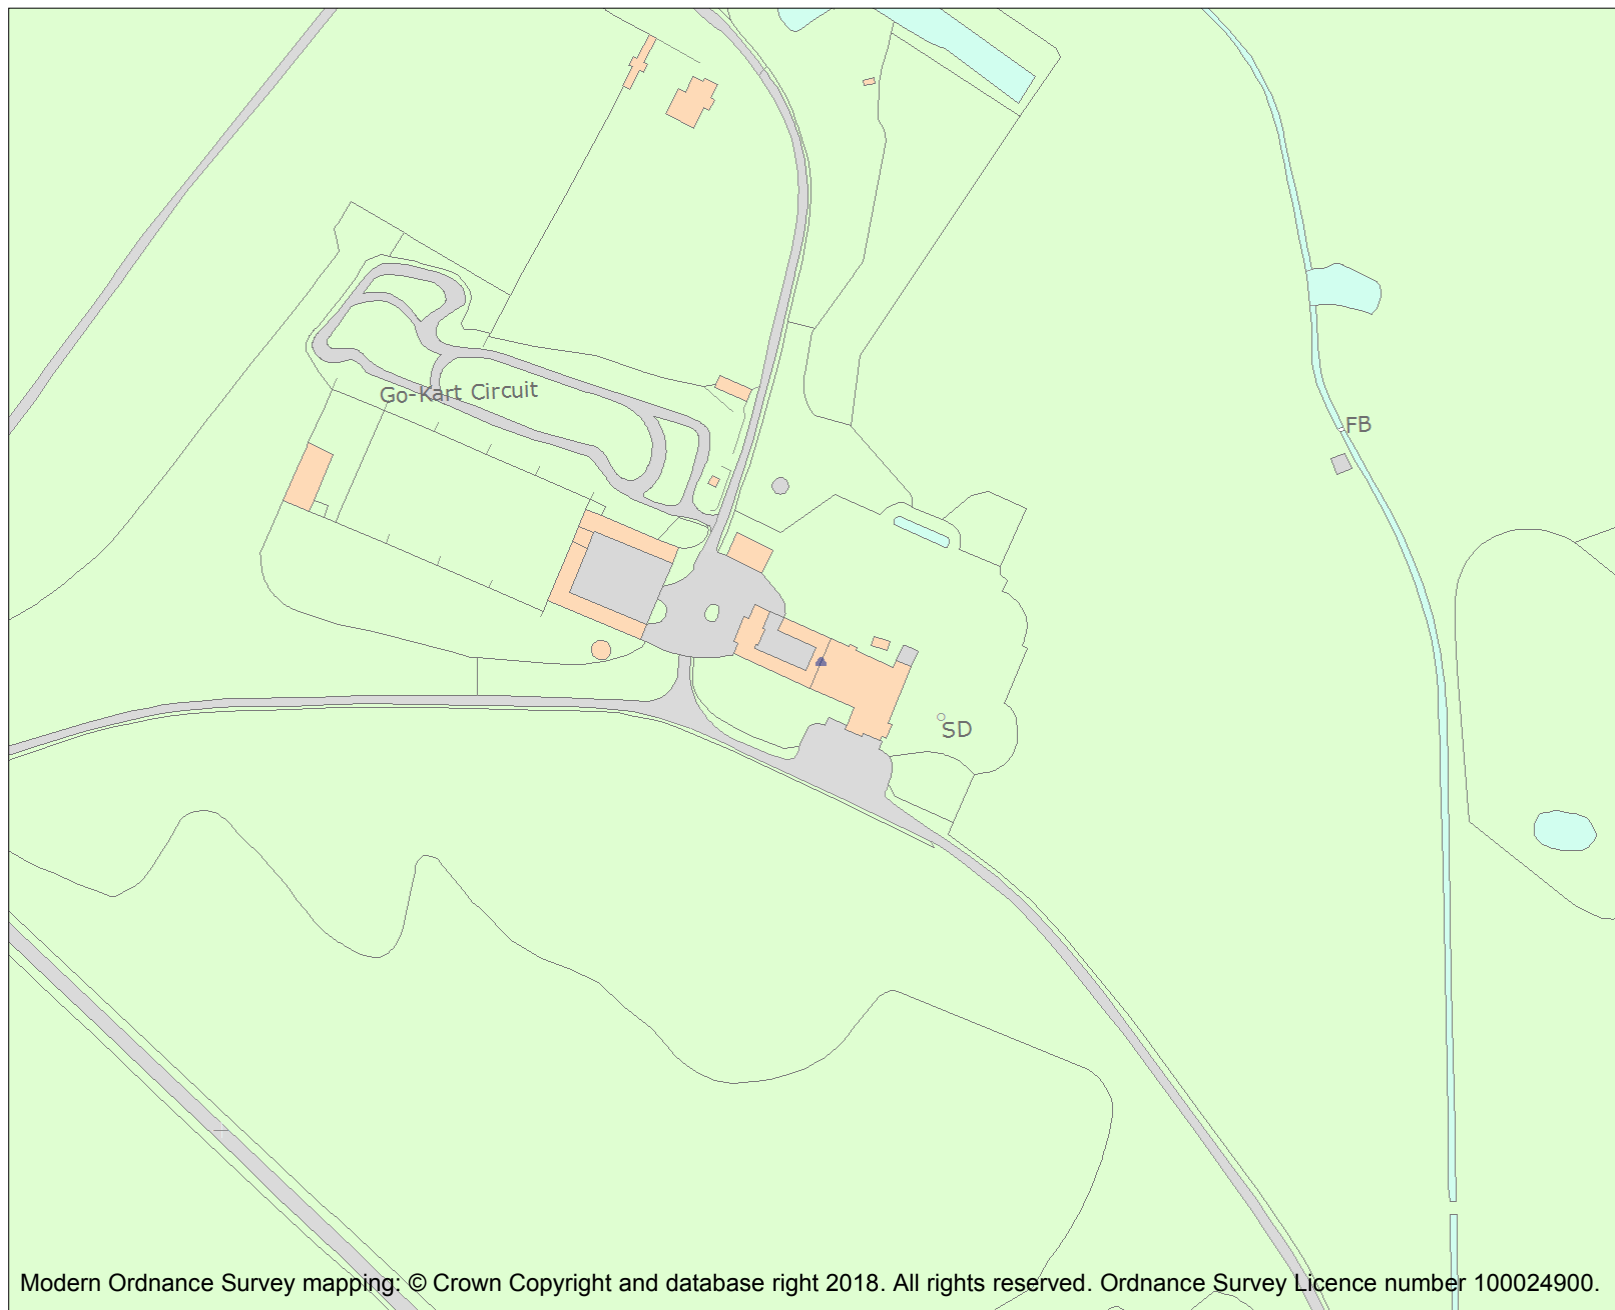 Go-Kart Circuit
FB
SD
Modern Ordnance Survey mapping: © Crown Copyright and database right 2018. All rights reserved. Ordnance Survey Licence number 100024900.